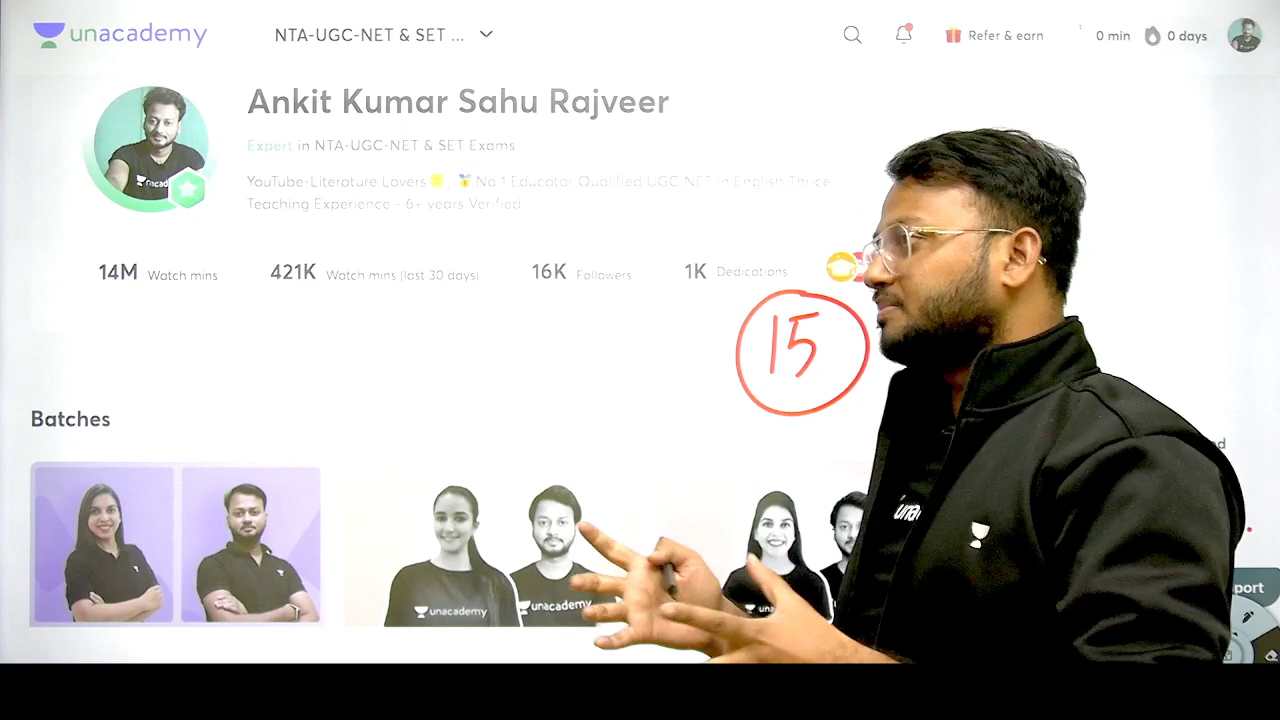 unacademy
NTA-UGC-NET & SET ...
Refer & earn
0 min
0 days
Ankit Kumar Sahu Rajveer
Expert in NTA-UGC-NET & SET Exams
YouTube-Literature Lovers, No 1 Educator Qualified UGC NET in English Thrice
Teaching Experience - 6+ years Verified
14M Watch mins
421K Watch mins (last 30 days)
16K Followers
1K Dedications
15
Batches
unacademy
unacademy